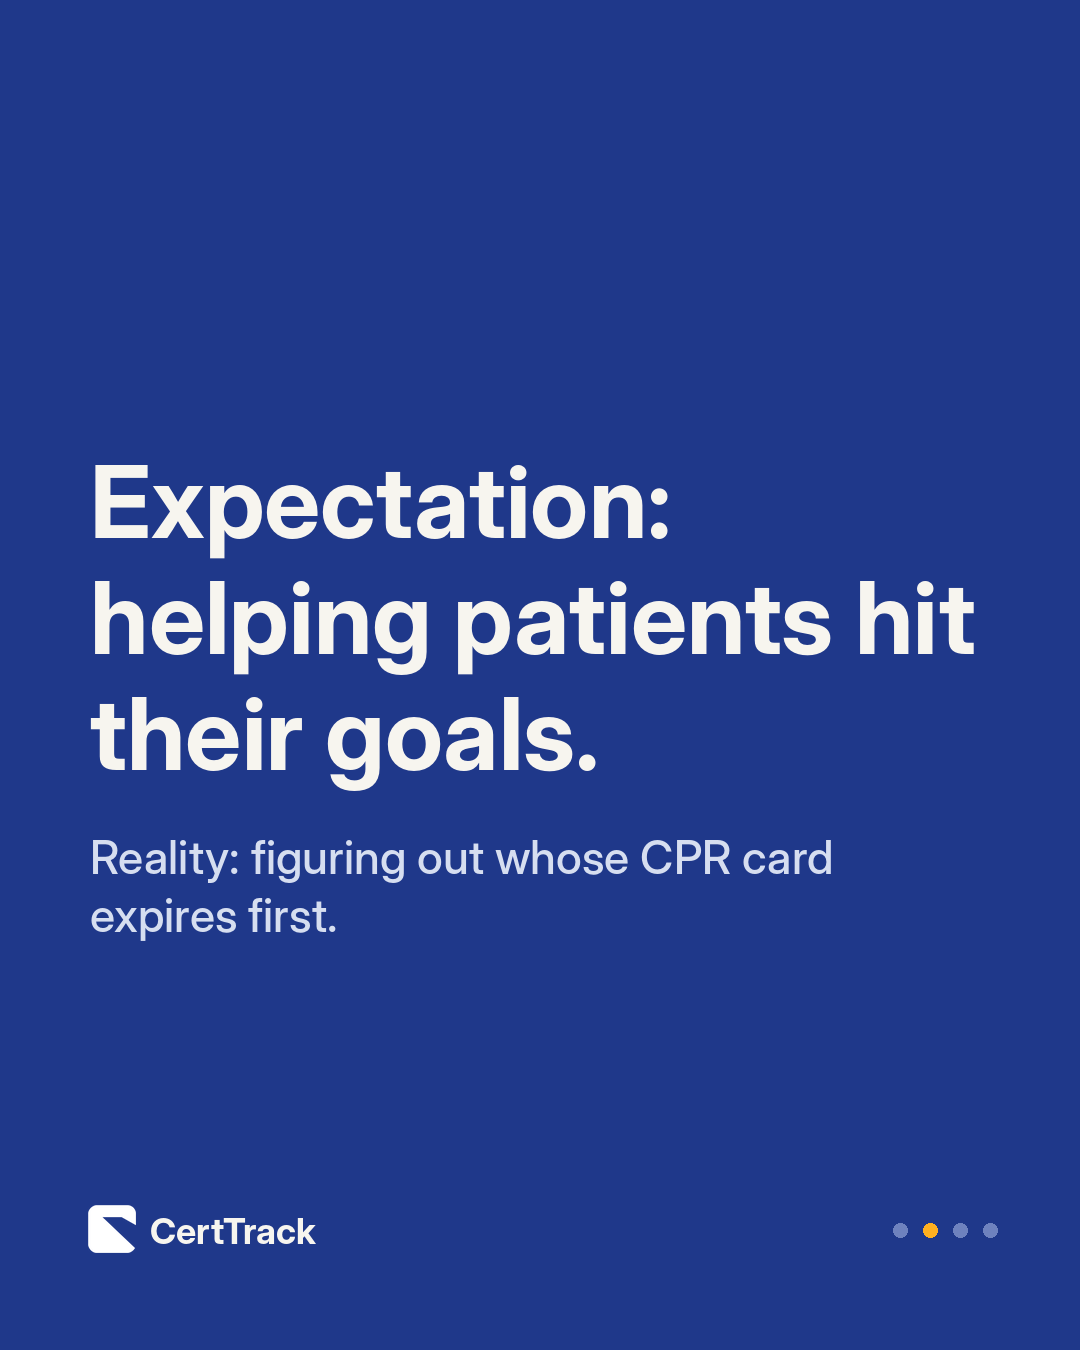 Expectation:
helping patients hit
their goals.
Reality: figuring out whose CPR card
expires first.
CertTrack